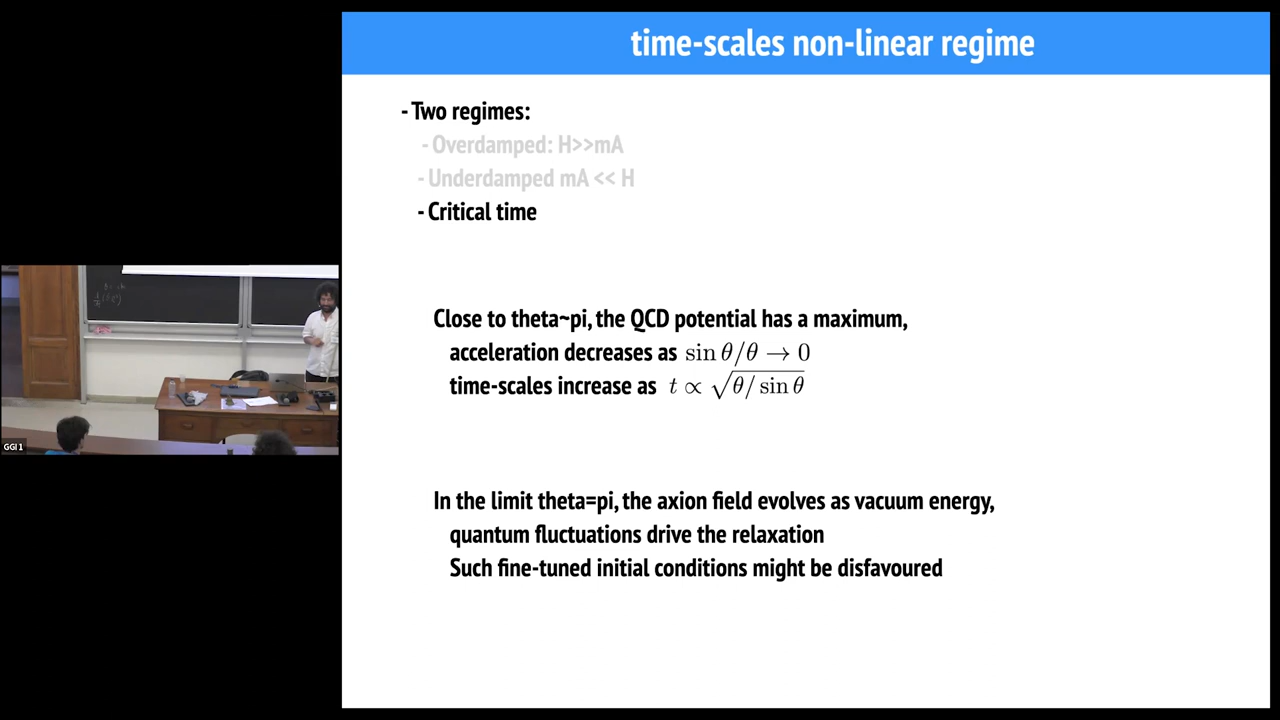 time-scales non-linear regime
- Two regimes:
- Overdamped: H>>mA
- Underdamped mA << H
- Critical time
Close to theta~pi, the QCD potential has a maximum,
acceleration decreases as sin θ/θ → 0
time-scales increase as t ∝ √θ/ sin θ
In the limit theta=pi, the axion field evolves as vacuum energy,
quantum fluctuations drive the relaxation
Such fine-tuned initial conditions might be disfavoured
GGI 1